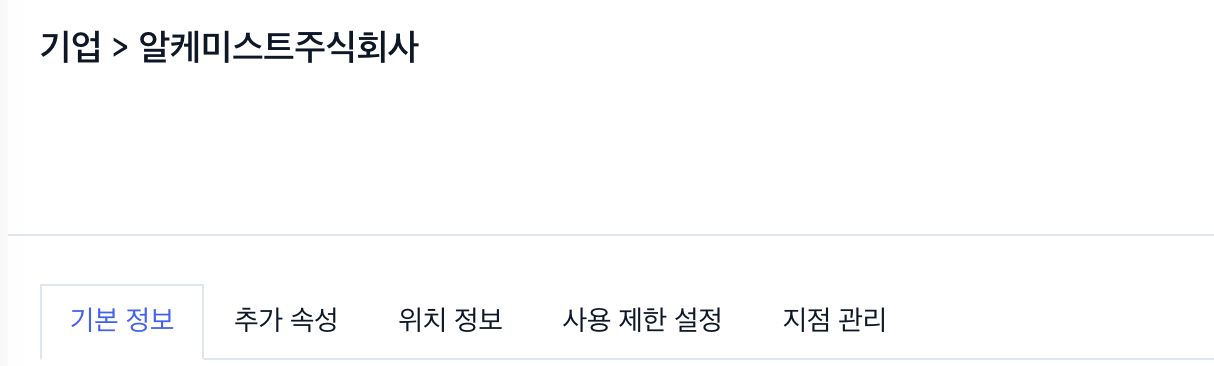 기업 > 알케미스트주식회사
기본 정보 추가 속성 위치 정보 사용 제한 설정 지점 관리